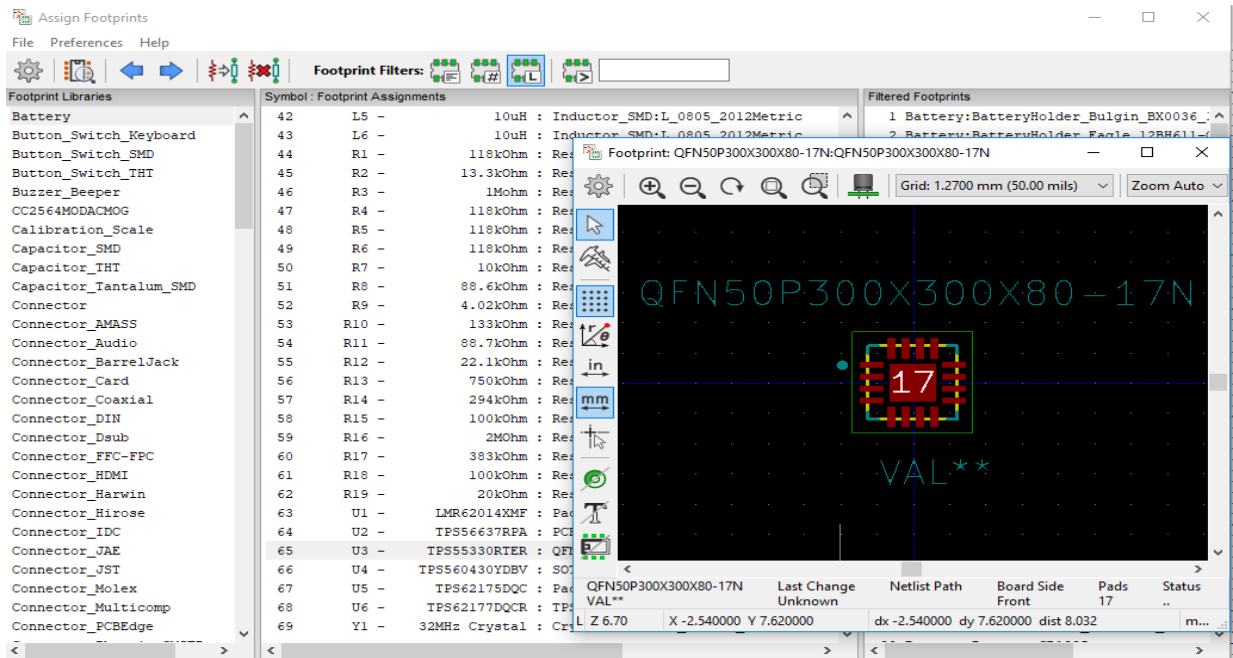 Assign Footprints
File Preferences Help
Footprint Filters:
Footprint Libraries
Battery
Button_Switch_Keyboard
Button_Switch_SMD
Button_Switch_THT
Buzzer_Beeper
CC2564MODACMOG
Calibration_Scale
Capacitor_SMD
Capacitor_THT
Capacitor_Tantalum_SMD
Connector
Connector_AMASS
Connector_Audio
Connector_BarrelJack
Connector_Card
Connector_Coaxial
Connector_DIN
Connector_Dsub
Connector_FFC-FPC
Connector_HDMI
Connector_Harwin
Connector_Hirose
Connector_IDC
Connector_JAE
Connector_JST
Connector_Molex
Connector_Multicomp
Connector_PCBEdge
Symbol : Footprint Assignments
42 L5 - 10uH : Inductor_SMD:L_0805_2012Metric
43 L6 - 10uH : Inductor_SMD:L_0805_2012Metric
44 R1 - 118kOhm : Res
45 R2 - 13.3kOhm : Res
46 R3 - 1Mohm : Res
47 R4 - 118kOhm : Res
48 R5 - 118kOhm : Res
49 R6 - 118kOhm : Res
50 R7 - 10kOhm : Res
51 R8 - 88.6kOhm : Res
52 R9 - 4.02kOhm : Res
53 R10 - 133kOhm : Res
54 R11 - 88.7kOhm : Res
55 R12 - 22.1kOhm : Res
56 R13 - 750kOhm : Res
57 R14 - 294kOhm : Res
58 R15 - 100kOhm : Res
59 R16 - 2MOhm : Res
60 R17 - 383kOhm : Res
61 R18 - 100kOhm : Res
62 R19 - 20kOhm : Res
63 U1 - LMR62014XMF : Pac
64 U2 - TPS56637RPA : PCB
65 U3 - TPS55330RTER : QFN
66 U4 - TPS560430YDBV : SOT
67 U5 - TPS62175DQC : Pac
68 U6 - TPS62177DQCR : TPS
69 Y1 - 32MHz Crystal : Cry
Filtered Footprints
1 Battery:BatteryHolder_Bulgin_BX0036_
2 Battery:BatteryHolder_Eagle_12BH611-
Footprint: QFN50P300X300X80-17N:QFN50P300X300X80-17N
Grid: 1.2700 mm (50.00 mils) Zoom Auto
in
mm
QFN50P300X300X80-17N
17
VAL**
QFN50P300X300X80-17N Last Change Netlist Path Board Side Pads Status
VAL** Unknown Front 17 ..
L Z 6.70 X -2.540000 Y 7.620000 dx -2.540000 dy 7.620000 dist 8.032 m...